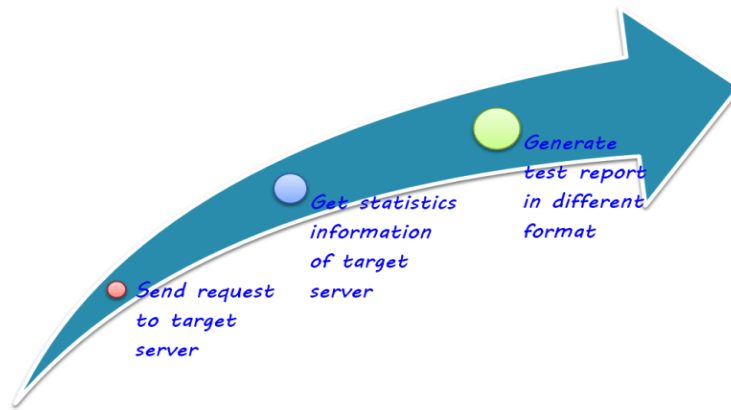 Send request
to target
server
Get statistics
information
of target
server
Generate
test report
in different
format